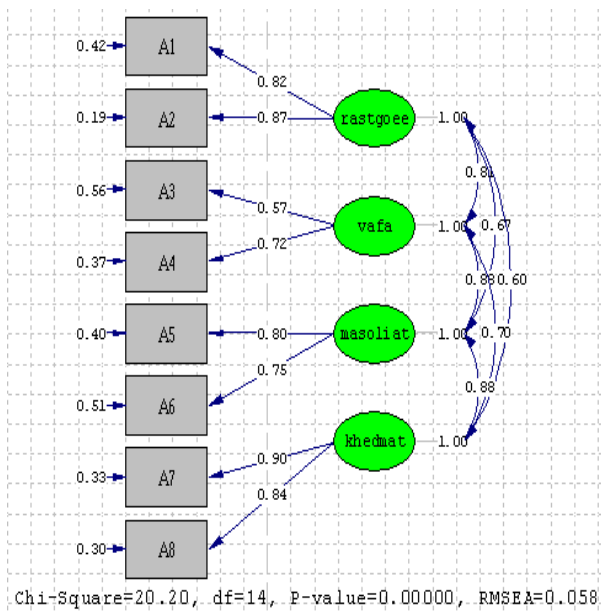 0.42 A1
0.82
0.19 A2 0.87 rastgoee 1.00
0.81
0.56 A3
0.57
vafa 1.00 0.67
0.72
0.37 A4
0.60
0.40 A5 0.80 masoliat 1.00 0.70
0.75
0.88
0.51 A6
khedmat 1.00
0.90
0.33 A7
0.84
0.30 A8
Chi-Square=20.20, df=14, P-value=0.00000, RMSEA=0.058